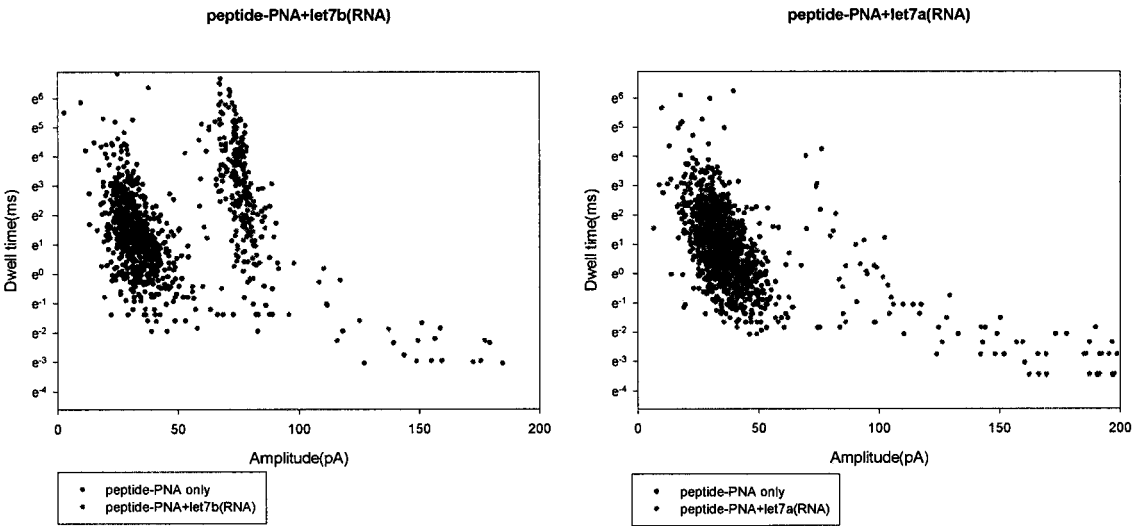 peptide-PNA+let7b(RNA)
peptide-PNA+let7a(RNA)
Dwell time(ms)
e6
e5
e4
e3
e2
e1
e0
e-1
e-2
e-3
e-4
0 50 100 150 200
Amplitude(pA)
peptide-PNA only
peptide-PNA+let7b(RNA)
Dwell time(ms)
e6
e5
e4
e3
e2
e1
e0
e-1
e-2
e-3
e-4
0 50 100 150 200
Amplitude(pA)
peptide-PNA only
peptide-PNA+let7a(RNA)